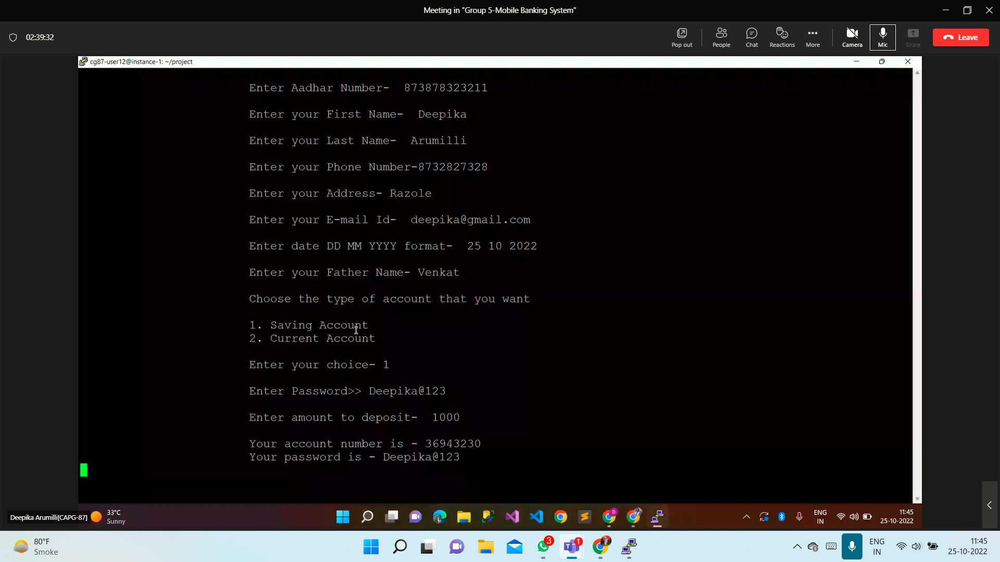 Meeting in "Group 5-Mobile Banking System"
02:39:32
Pop out
People
Chat
Reactions
More
Camera
Mic
Share
Leave
cg87-user12@instance-1: ~/project
Enter Aadhar Number-  873878323211
Enter your First Name-  Deepika
Enter your Last Name-  Arumilli
Enter your Phone Number-8732827328
Enter your Address- Razole
Enter your E-mail Id-  deepika@gmail.com
Enter date DD MM YYYY format-  25 10 2022
Enter your Father Name- Venkat
Choose the type of account that you want
1. Saving Account
2. Current Account
Enter your choice- 1
Enter Password>> Deepika@123
Enter amount to deposit-  1000
Your account number is - 36943230
Your password is - Deepika@123
Deepika Arumilli[CAPG-87]
33°C
Sunny
D
ENG
IN
11:45
25-10-2022
80°F
Smoke
3
1
ENG
IN
11:45
25-10-2022